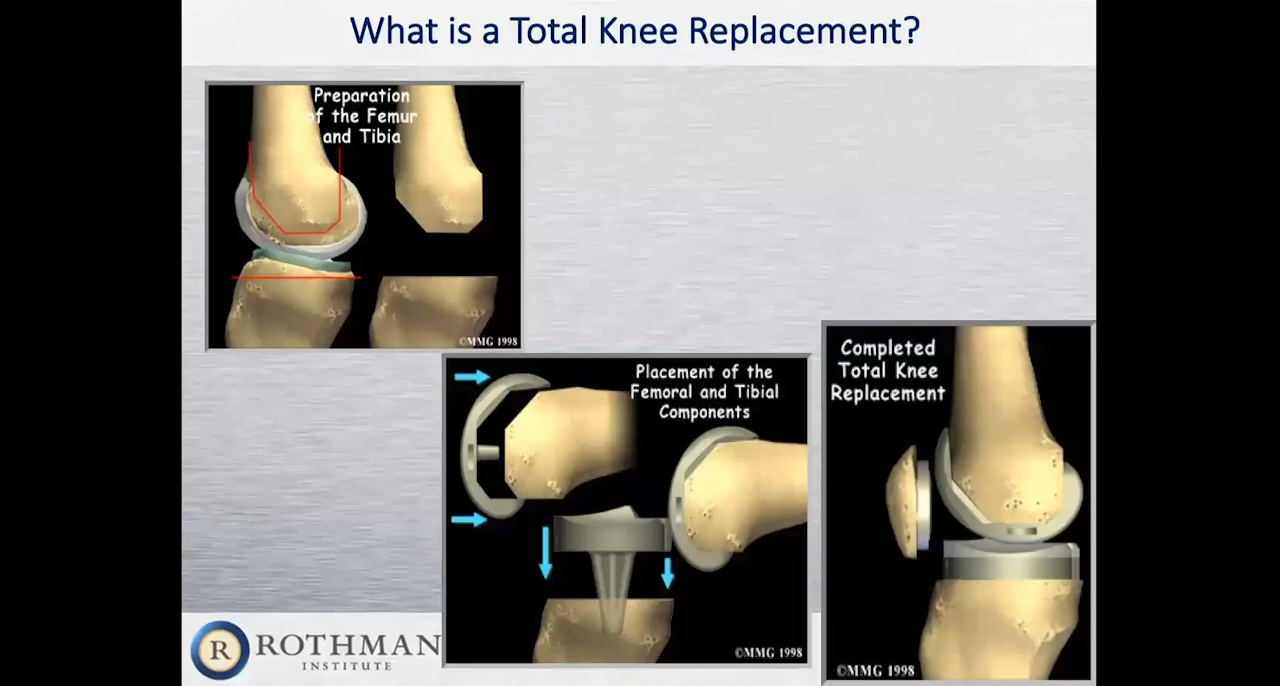 What is a Total Knee Replacement?
Preparation
of the Femur
and Tibia
©MMG 1998
Placement of the
Femoral and Tibial
Components
©MMG 1998
Completed
Total Knee
Replacement
©MMG 1998
R
ROTHMAN
INSTITUTE